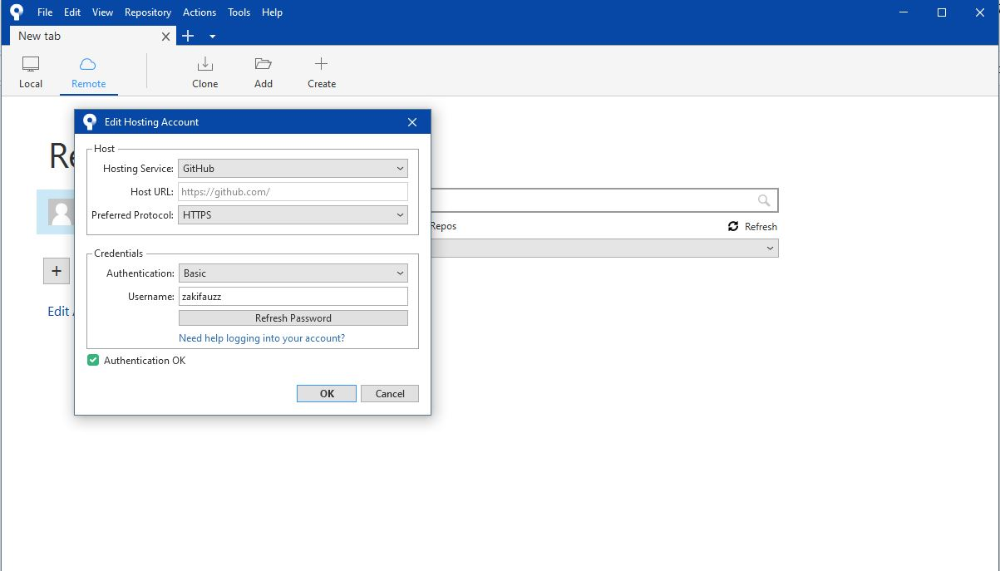 File Edit View Repository Actions Tools Help
New tab
Local Remote Clone Add Create
Edit Hosting Account
Host
Hosting Service: GitHub
Host URL: https://github.com/
Preferred Protocol: HTTPS
Credentials
Authentication: Basic
Username: zakifauzz
Refresh Password
Need help logging into your account?
Authentication OK
OK Cancel
Re
Repos Refresh
Edit